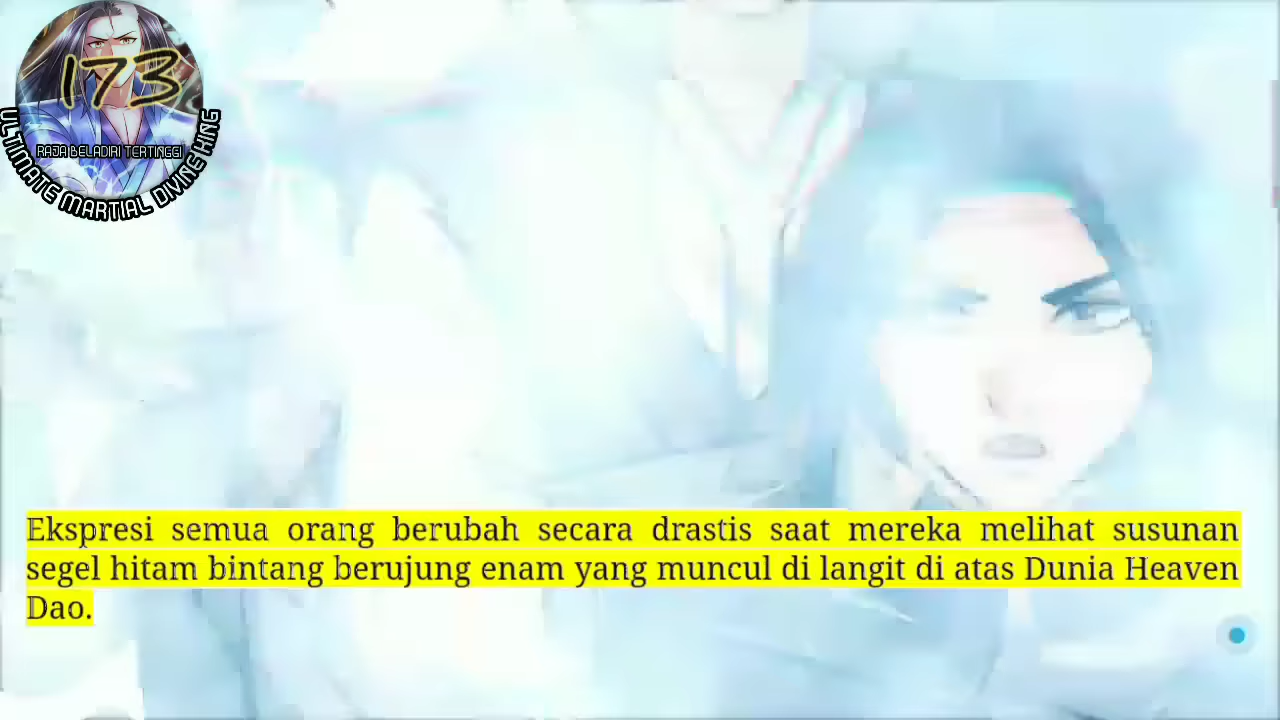 173
RAJA BELADIRI TERTINGGI
ULTIMATE MARTIAL DIVINE KING
Ekspresi semua orang berubah secara drastis saat mereka melihat susunan
segel hitam bintang berujung enam yang muncul di langit di atas Dunia Heaven
Dao.